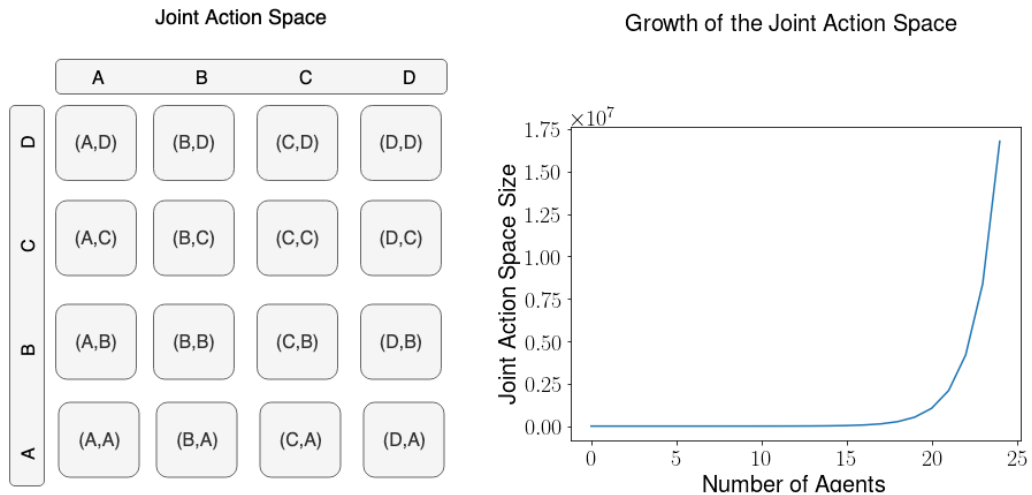 Joint Action Space
A B C D
D (A,D) (B,D) (C,D) (D,D)
C (A,C) (B,C) (C,C) (D,C)
B (A,B) (B,B) (C,B) (D,B)
A (A,A) (B,A) (C,A) (D,A)
Growth of the Joint Action Space
×10⁷
1.75
1.50
1.25
1.00
0.75
0.50
0.25
0.00
Joint Action Space Size
0 5 10 15 20 25
Number of Agents